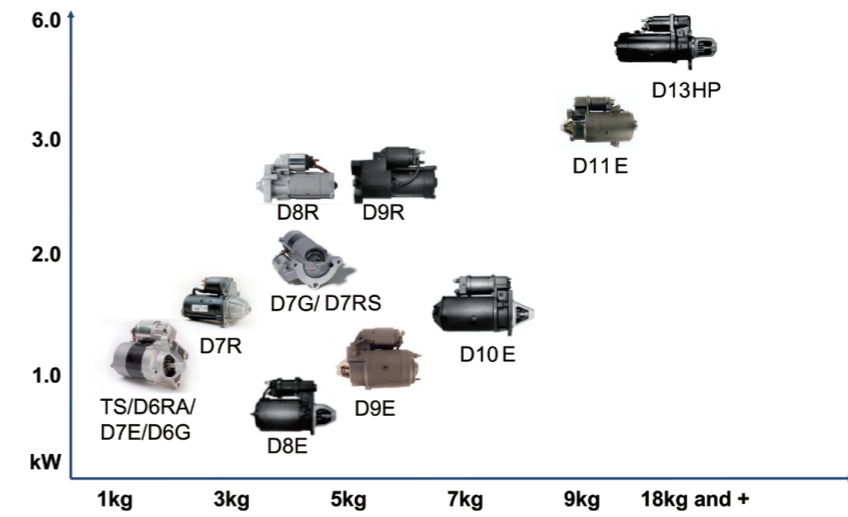 6.0
D13HP
3.0
D11 E
D8R
D9R
2.0
D7G/ D7RS
D7R
D10 E
1.0
TS/D6RA/
D7E/D6G
D9E
D8E
kW
1kg
3kg
5kg
7kg
9kg
18kg and +